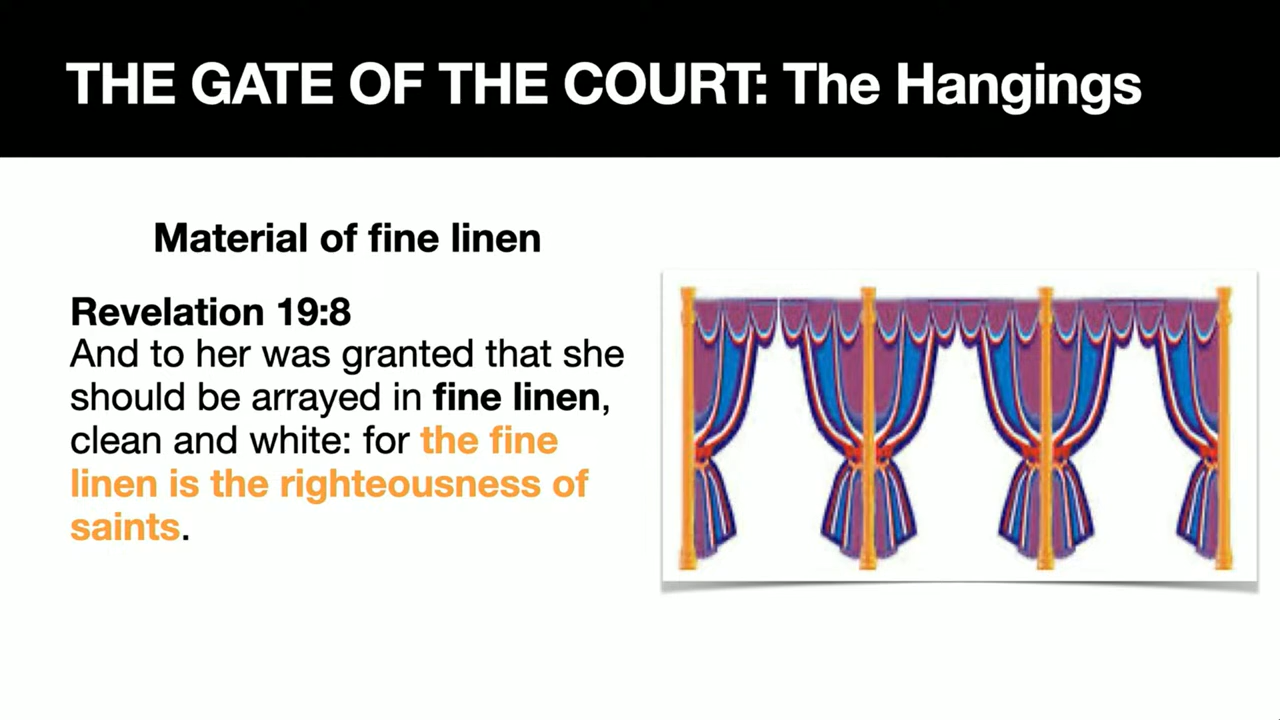 THE GATE OF THE COURT: The Hangings
Material of fine linen
Revelation 19:8
And to her was granted that she
should be arrayed in fine linen,
clean and white: for the fine
linen is the righteousness of
saints.